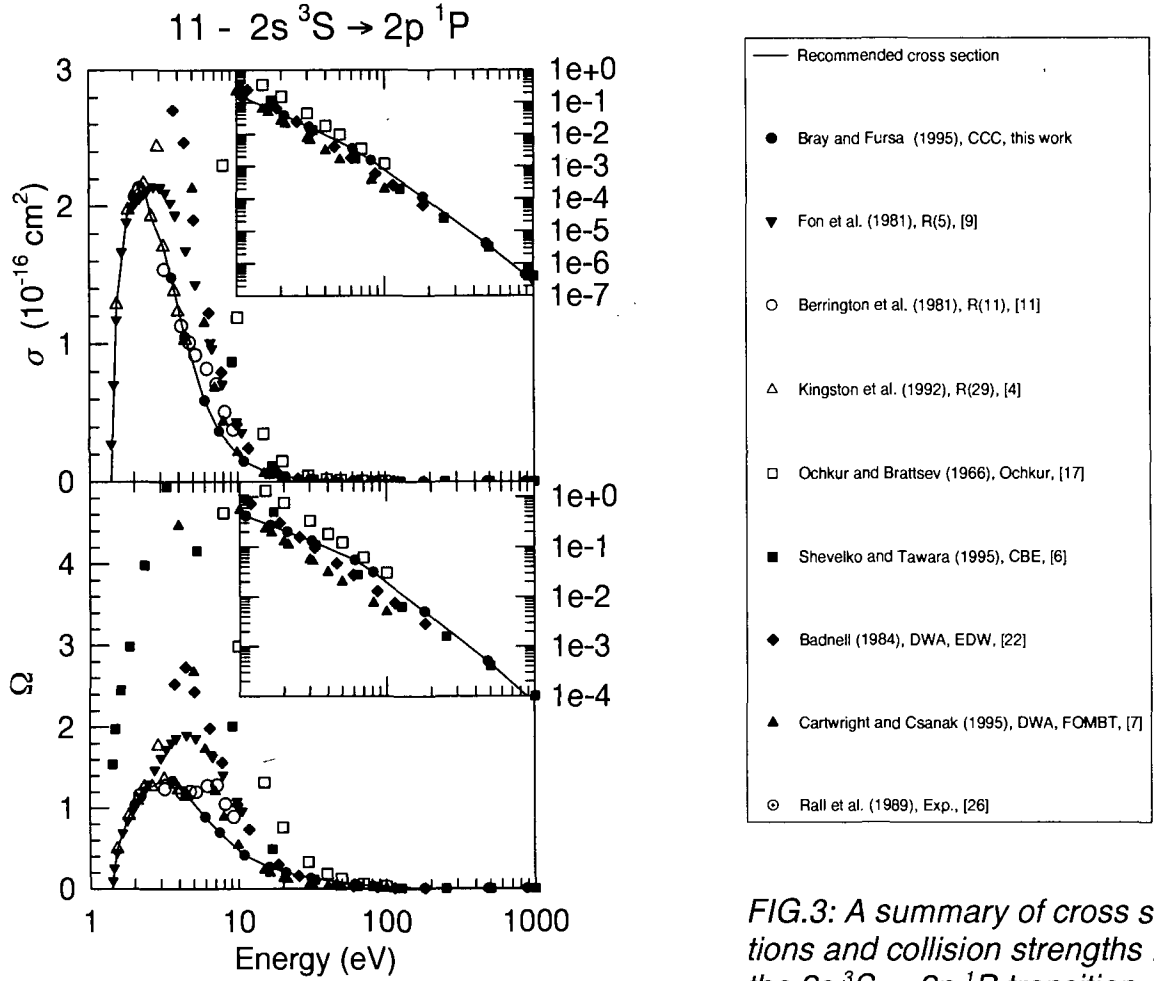 11 - 2s ³S → 2p ¹P
3
2
1
0
σ (10⁻¹⁶ cm²)
1e+0
1e-1
1e-2
1e-3
1e-4
1e-5
1e-6
1e-7
4
3
2
1
0
Ω
1e+0
1e-1
1e-2
1e-3
1e-4
1 10 100 1000
Energy (eV)
Recommended cross section
Bray and Fursa (1995), CCC, this work
Fon et al. (1981), R(5), [9]
Berrington et al. (1981), R(11), [11]
Kingston et al. (1992), R(29), [4]
Ochkur and Brattsev (1966), Ochkur, [17]
Shevelko and Tawara (1995), CBE, [6]
Badnell (1984), DWA, EDW, [22]
Cartwright and Csanak (1995), DWA, FOMBT, [7]
Rall et al. (1989), Exp., [26]
FIG.3: A summary of cross s
tions and collision strengths